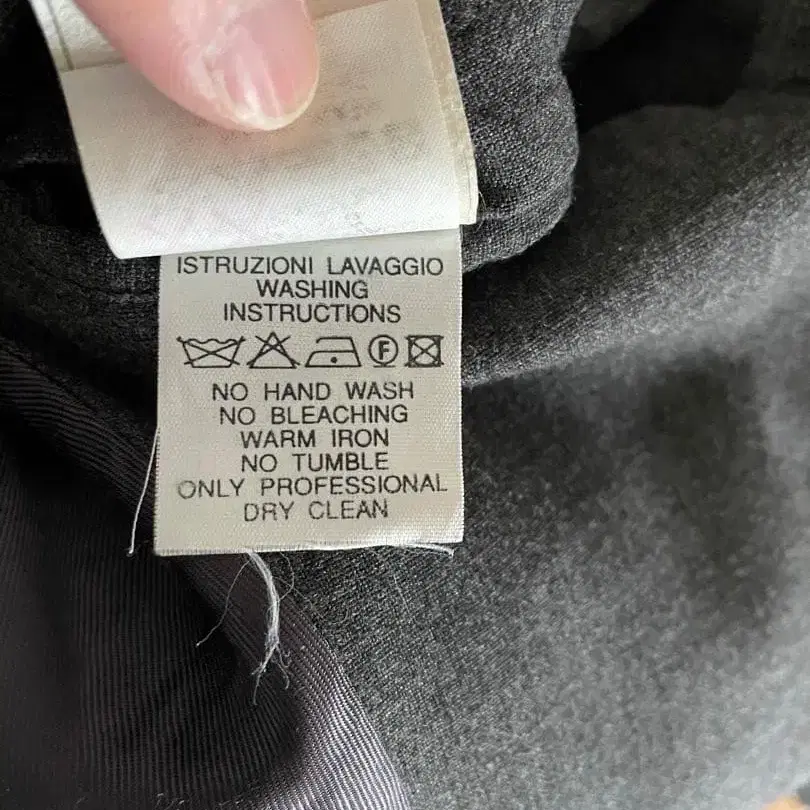 ISTRUZIONI LAVAGGIO
WASHING
INSTRUCTIONS
F
NO HAND WASH
NO BLEACHING
WARM IRON
NO TUMBLE
ONLY PROFESSIONAL
DRY CLEAN